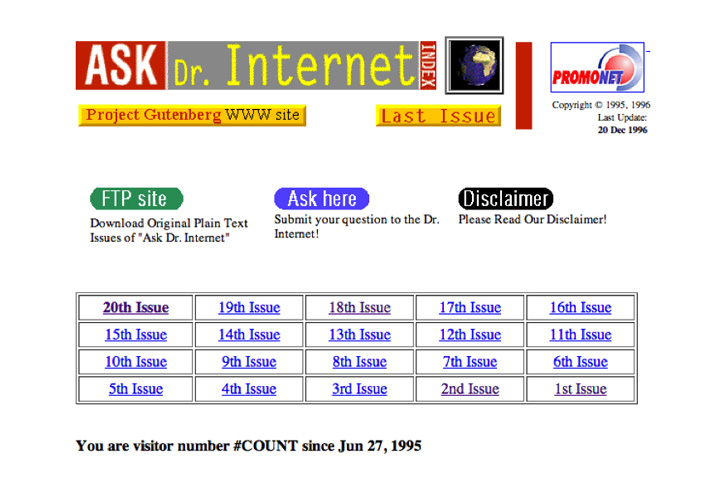 ASK Dr. Internet INDEX
PROMONET
Project Gutenberg WWW site
Last Issue
Copyright © 1995, 1996
Last Update:
20 Dec 1996
FTP site
Download Original Plain Text
Issues of "Ask Dr. Internet"
Ask here
Submit your question to the Dr.
Internet!
Disclaimer
Please Read Our Disclaimer!
20th Issue 19th Issue 18th Issue 17th Issue 16th Issue
15th Issue 14th Issue 13th Issue 12th Issue 11th Issue
10th Issue 9th Issue 8th Issue 7th Issue 6th Issue
5th Issue 4th Issue 3rd Issue 2nd Issue 1st Issue
You are visitor number #COUNT since Jun 27, 1995